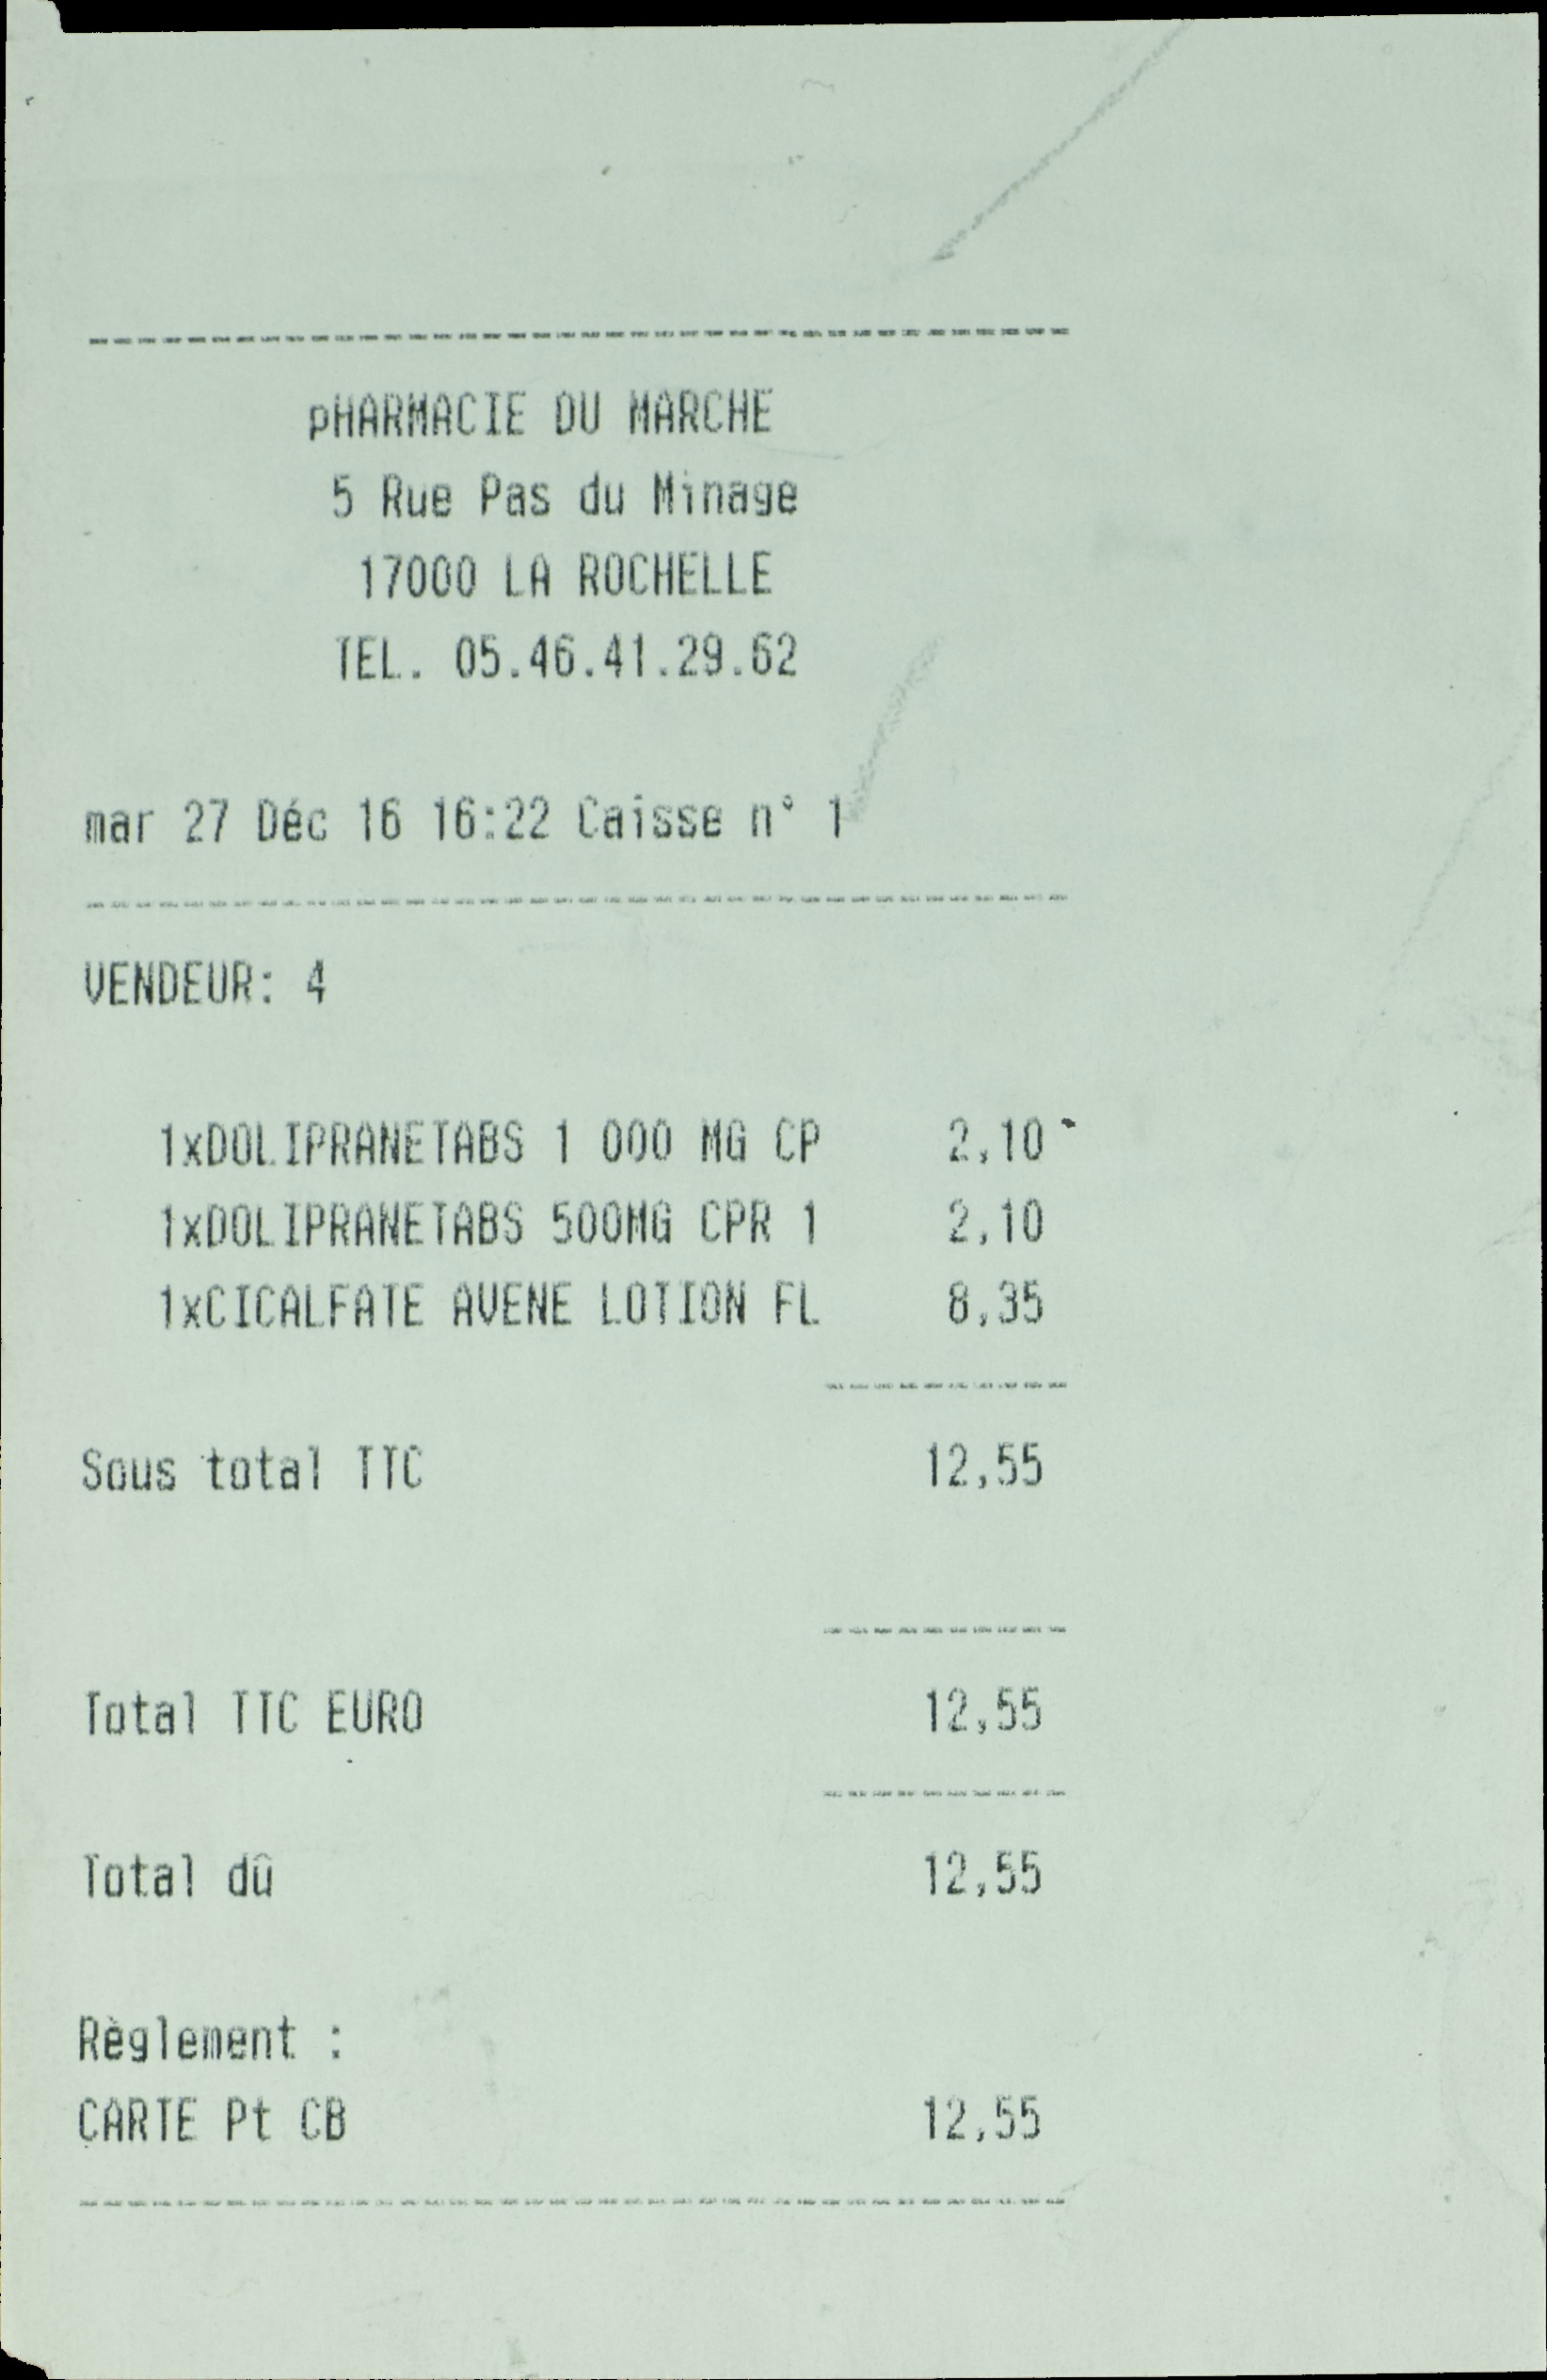 pHARMACIE DU MARCHE
5 Rue Pas du Minage
17000 LA ROCHELLE
TEL. 05.46.41.29.62
mar 27 Déc 16 16:22 Caisse n° 1
VENDEUR: 4
1xDOLIPRANETABS 1 000 MG CP 2,10
1xDOLIPRANETABS 500MG CPR 1 2,10
1xCICALFATE AVENE LOTION FL 8,35
Sous total TTC 12,55
Total TTC EURO 12,55
Total dû 12,55
Règlement :
CARTE Pt CB 12,55